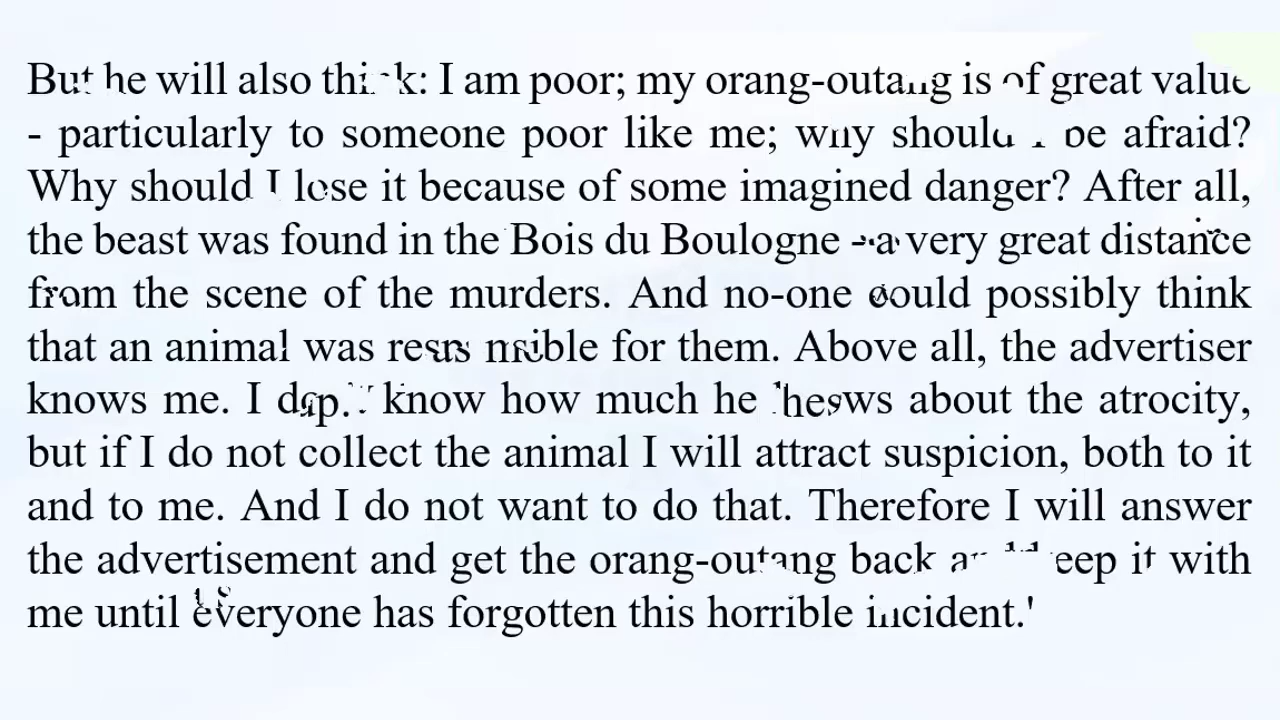 But he will also think: I am poor; my orang-outang is of great value
- particularly to someone poor like me; why should I be afraid?
Why should I lose it because of some imagined danger? After all,
the beast was found in the Bois du Boulogne - a very great distance
from the scene of the murders. And no-one could possibly think
that an animal was for them. Above all, the advertiser
knows me. I know how much he about the atrocity,
but if I do not collect the animal I will attract suspicion, both to it
and to me. And I do not want to do that. Therefore I will answer
the advertisement and get the orang-outang back it with
me until everyone has forgotten this horrible incident.'